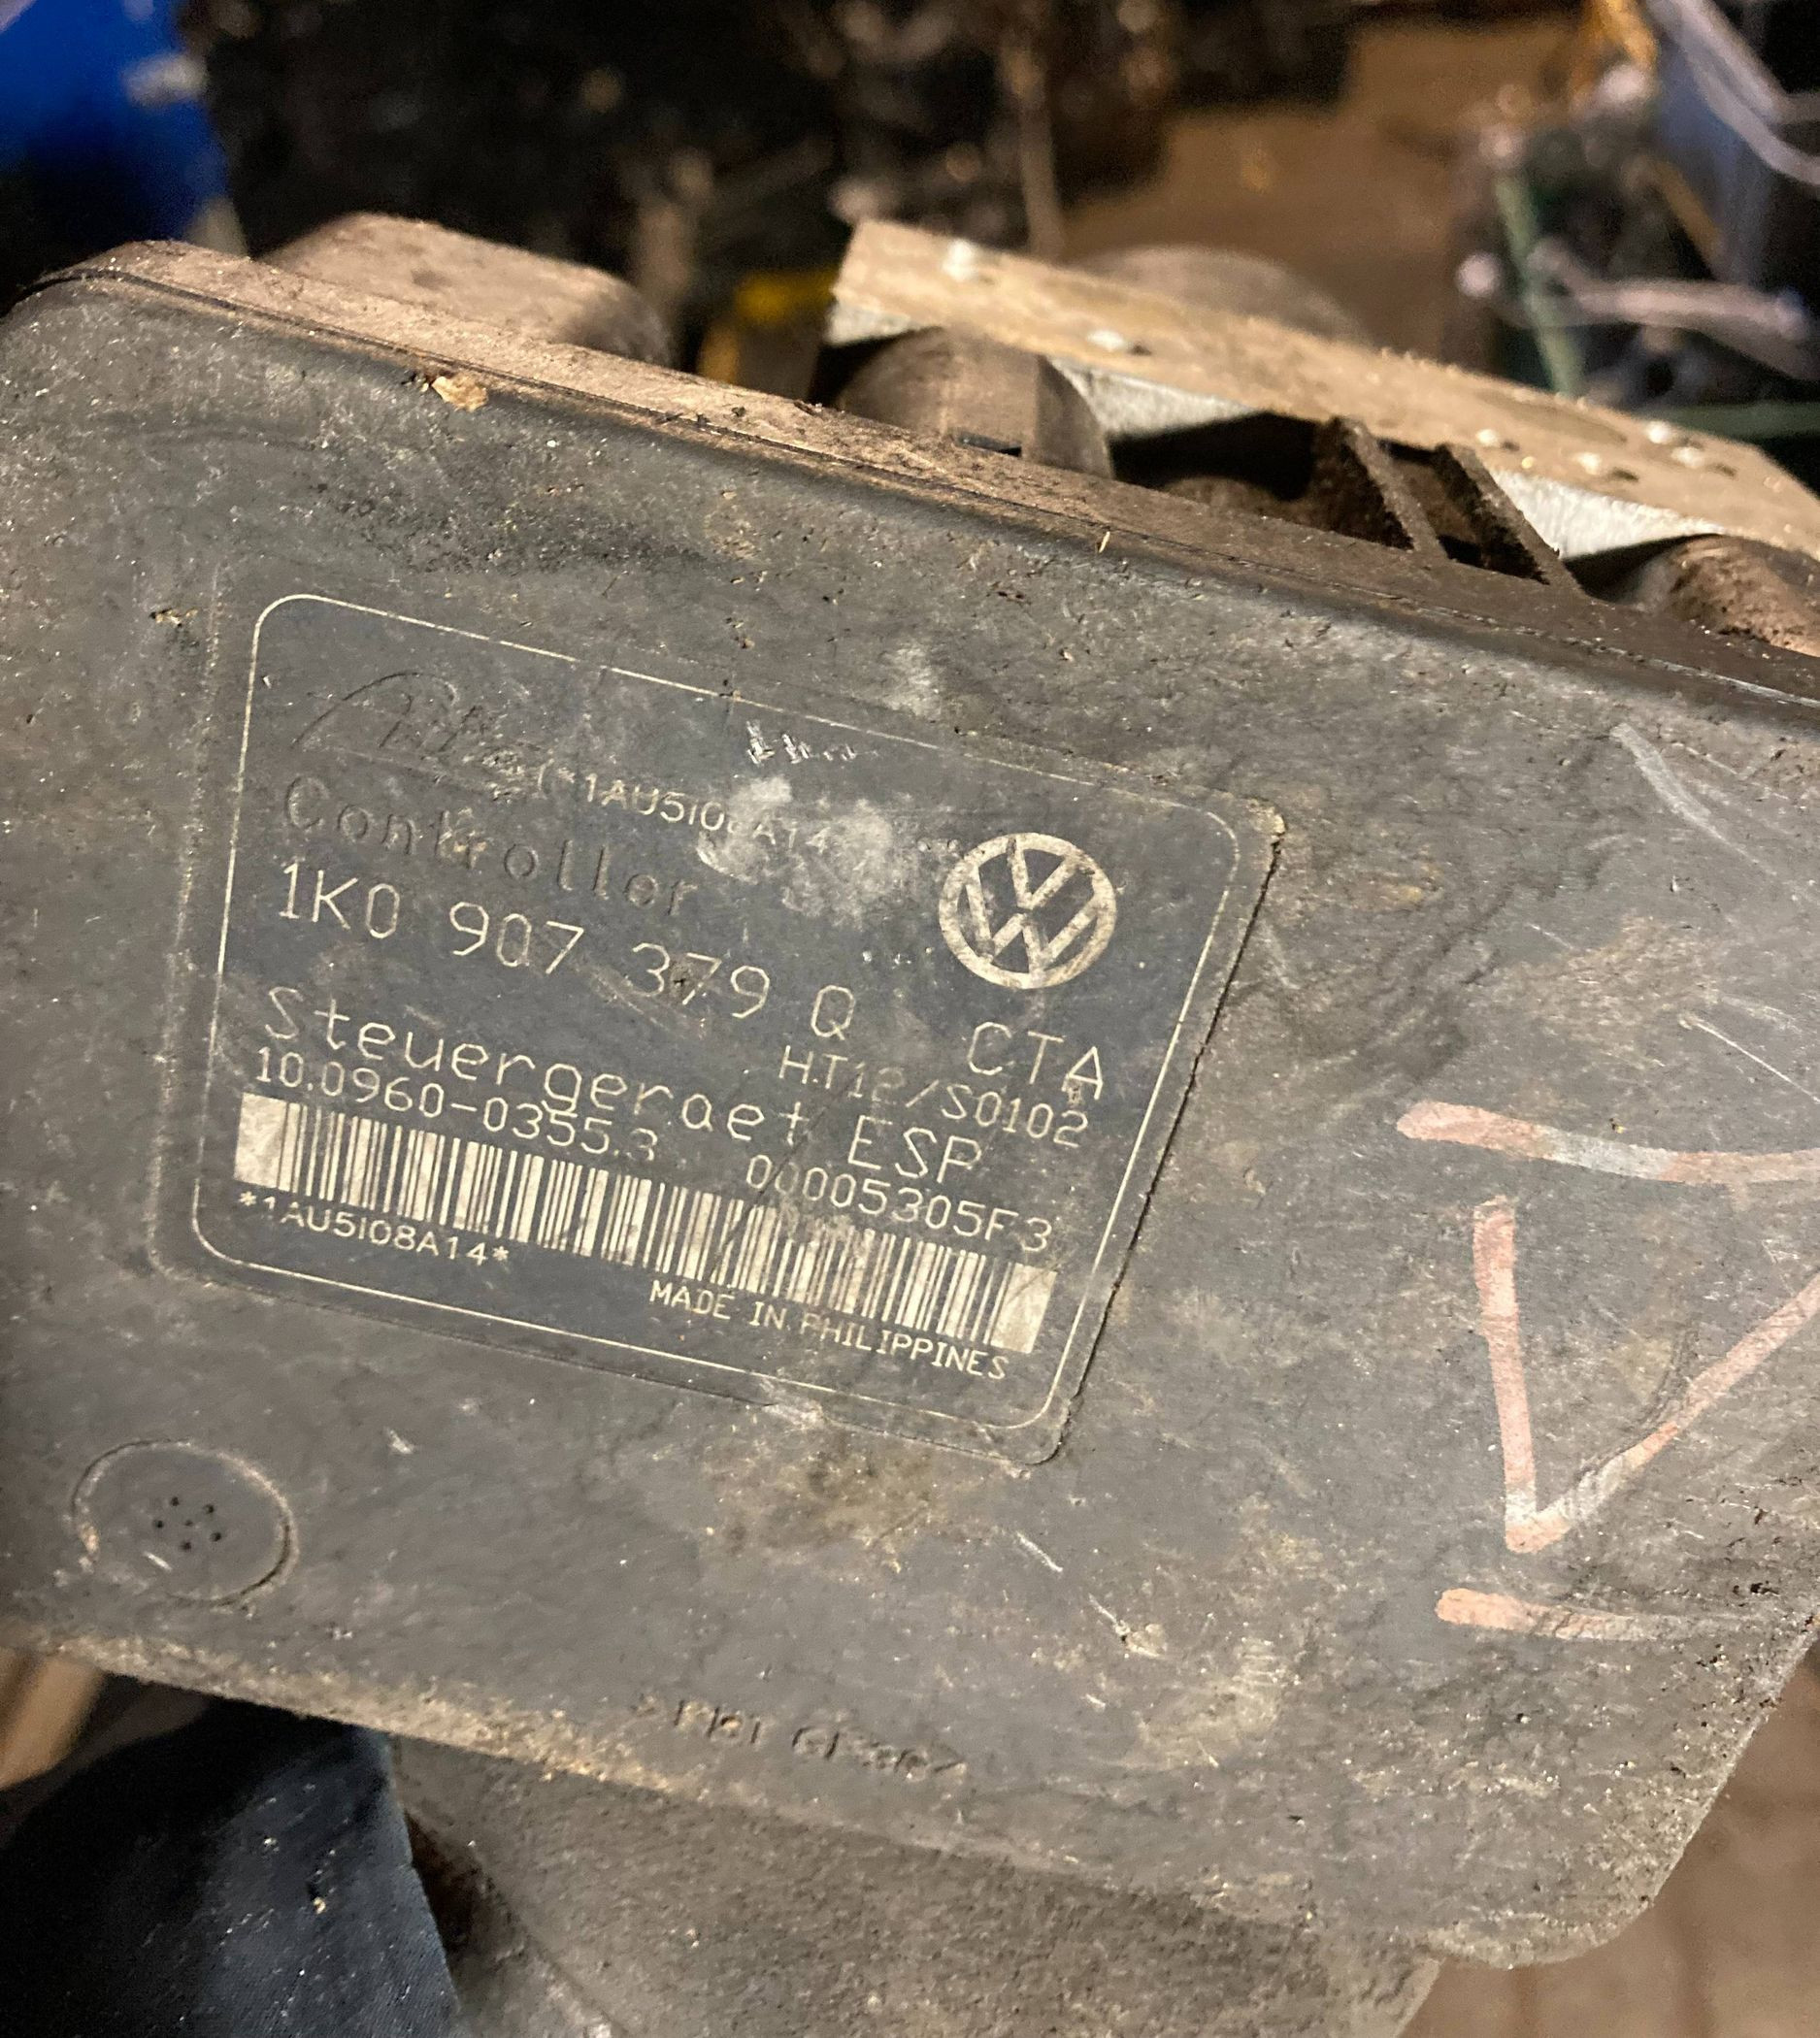 Ate
(*1AU5I08A14
Controller
1K0 907 379 Q CTA
H.T12/S0102
Steuergeraet ESP
10.0960-0355.3 00005305F3
*1AU5I08A14*
MADE IN PHILIPPINES